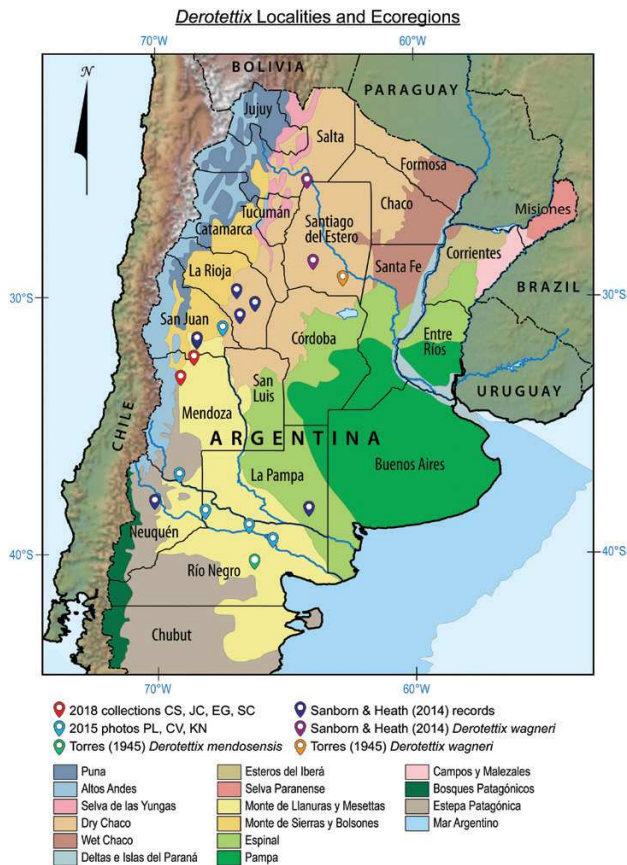 Derotettix Localities and Ecoregions
70°W
60°W
N
BOLIVIA
PARAGUAY
Jujuy
Salta
Formosa
Chaco
Misiones
Tucumán
Santiago
del Estero
Catamarca
Corrientes
La Rioja
Santa Fe
30°S
30°S
BRAZIL
San Juan
Córdoba
Entre
Ríos
San
Luis
URUGUAY
Mendoza
CHILE
ARGENTINA
La Pampa
Buenos Aires
Neuquén
40°S
40°S
Río Negro
Chubut
70°W
60°W
2018 collections CS, JC, EG, SC
2015 photos PL, CV, KN
Torres (1945) Derotettix mendosensis
Sanborn & Heath (2014) records
Sanborn & Heath (2014) Derotettix wagneri
Torres (1945) Derotettix wagneri
Puna
Altos Andes
Selva de las Yungas
Dry Chaco
Wet Chaco
Deltas e Islas del Paraná
Esteros del Iberá
Selva Paranense
Monte de Llanuras y Mesettas
Monte de Sierras y Bolsones
Espinal
Pampa
Campos y Malezales
Bosques Patagónicos
Estepa Patagónica
Mar Argentino